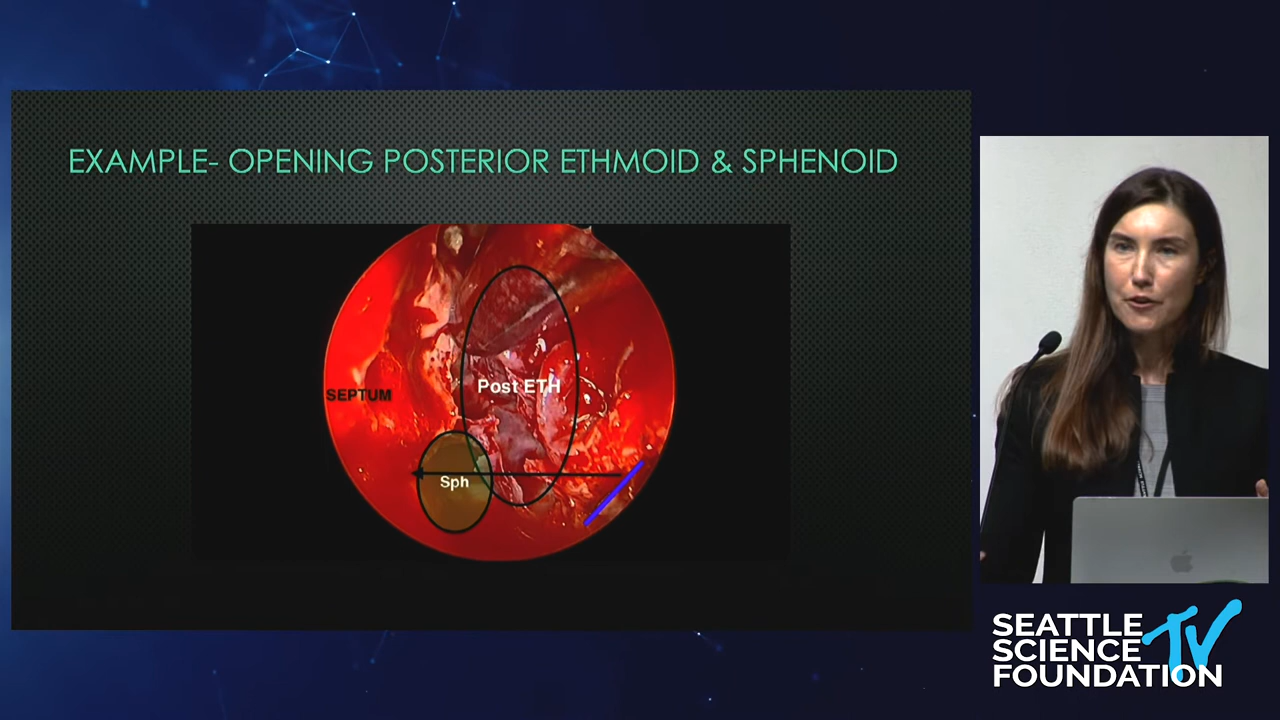 EXAMPLE- OPENING POSTERIOR ETHMOID & SPHENOID
Post ETH
SEPTUM
Sph
SEATTLE
SCIENCE
FOUNDATION
TV